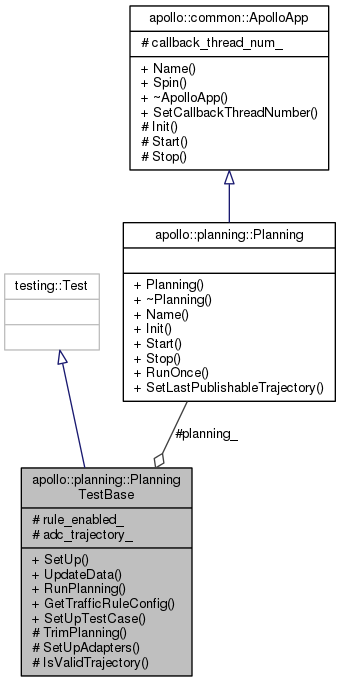 apollo::common::ApolloApp
# callback_thread_num_
+ Name()
+ Spin()
+ ~ApolloApp()
+ SetCallbackThreadNumber()
# Init()
# Start()
# Stop()
apollo::planning::Planning
+ Planning()
+ ~Planning()
+ Name()
+ Init()
+ Start()
+ Stop()
+ RunOnce()
+ SetLastPublishableTrajectory()
testing::Test
#planning_
apollo::planning::Planning
TestBase
# rule_enabled_
# adc_trajectory_
+ SetUp()
+ UpdateData()
+ RunPlanning()
+ GetTrafficRuleConfig()
+ SetUpTestCase()
# TrimPlanning()
# SetUpAdapters()
# IsValidTrajectory()